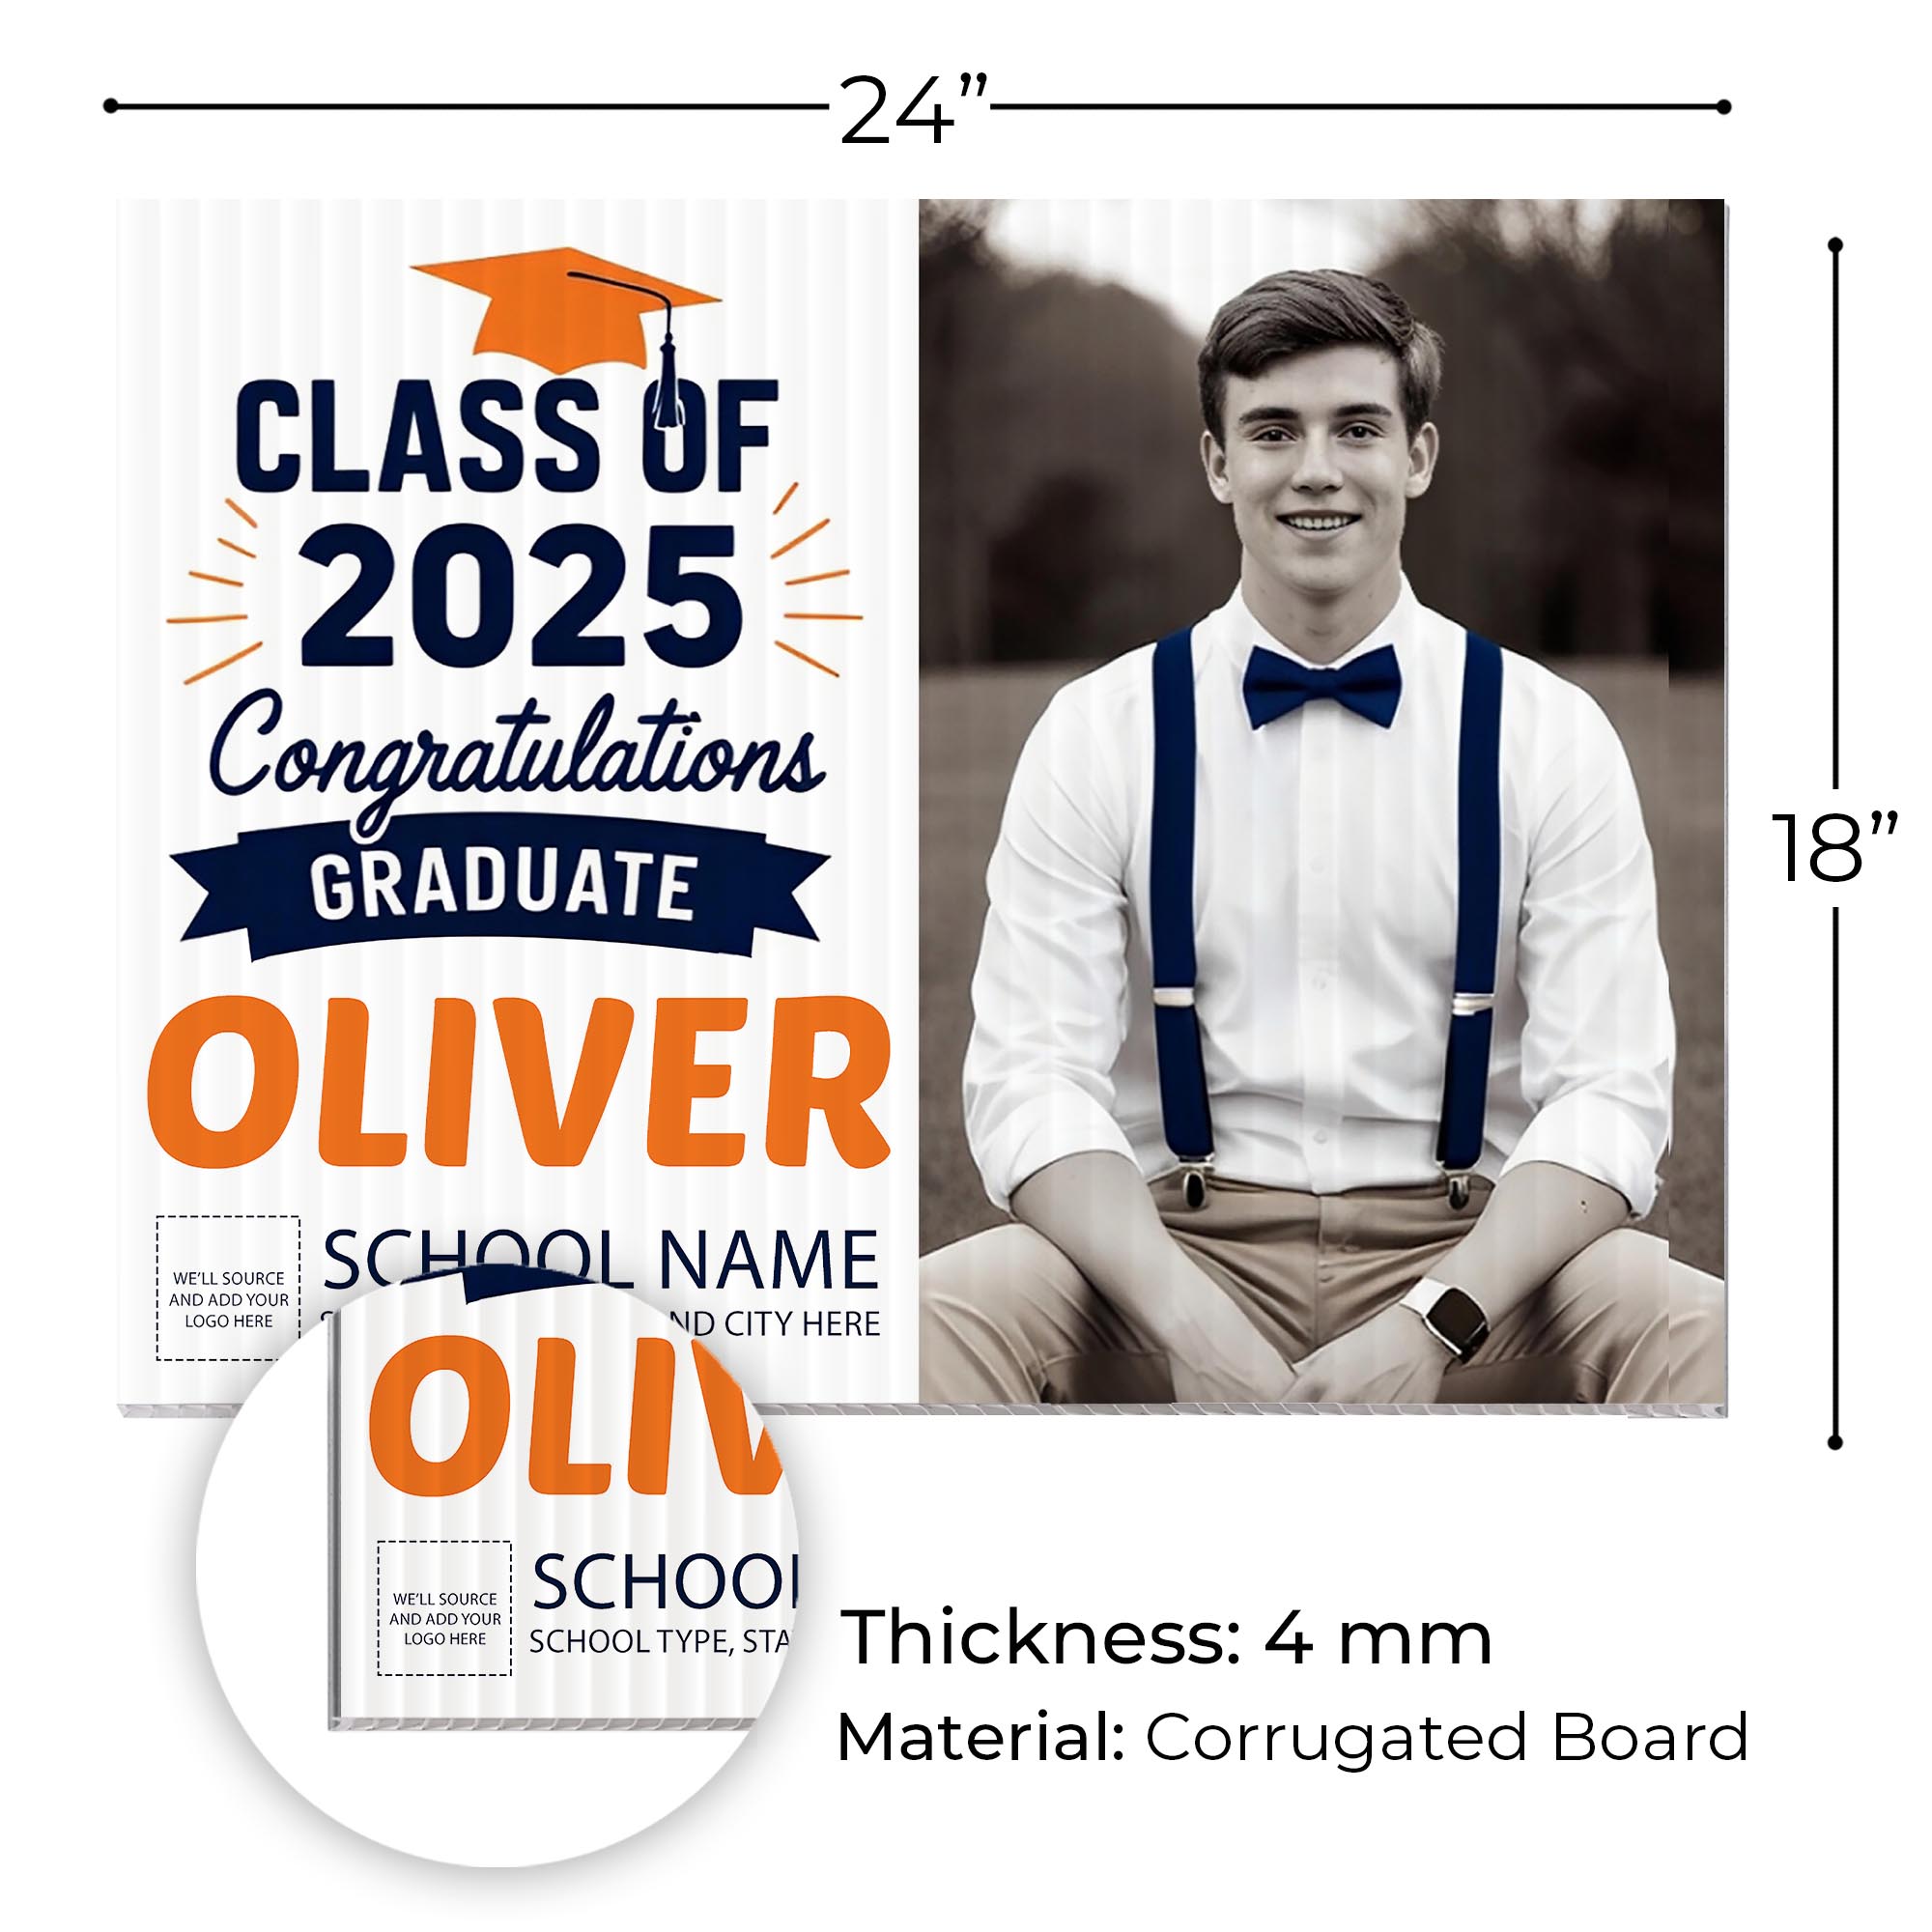 24”
CLASS OF
2025
Congratulations
GRADUATE
OLIVER
WE'LL SOURCE
AND ADD YOUR
LOGO HERE
SCHOOL NAME
ND CITY HERE
18”
OLIV
WE'LL SOURCE
AND ADD YOUR
LOGO HERE
SCHOOL
SCHOOL TYPE, STA
Thickness: 4 mm
Material: Corrugated Board